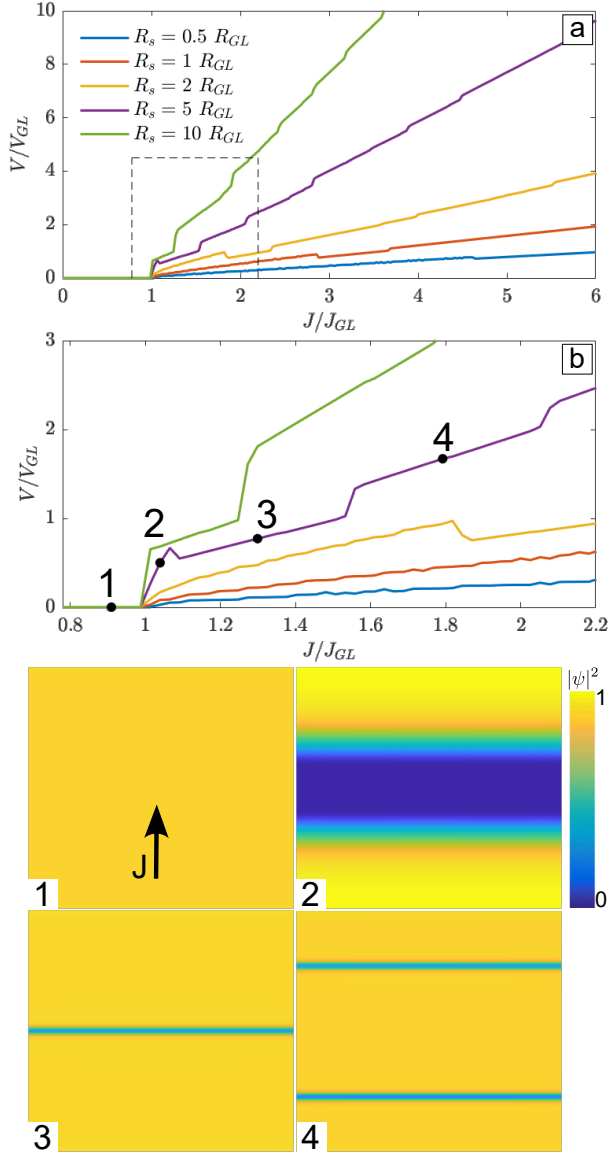 10
8
6
4
2
0
V/V_GL
R_s = 0.5 R_GL
R_s = 1 R_GL
R_s = 2 R_GL
R_s = 5 R_GL
R_s = 10 R_GL
a
0 1 2 3 4 5 6
J/J_GL
3
2
1
0
V/V_GL
b
1
2
3
4
0.8 1 1.2 1.4 1.6 1.8 2 2.2
J/J_GL
|ψ|²
1
0
J
1
2
3
4